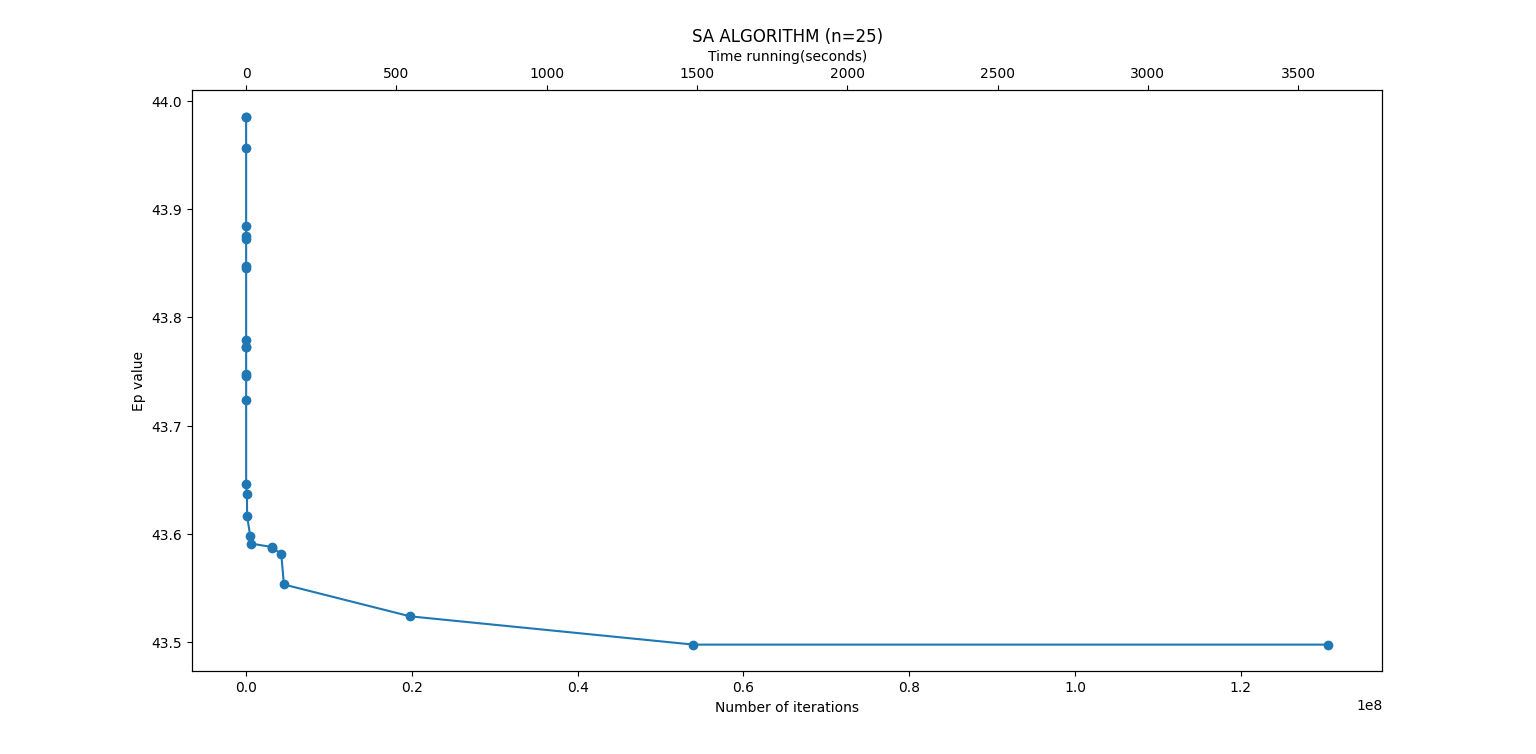 SA ALGORITHM (n=25)
Time running(seconds)
0 500 1000 1500 2000 2500 3000 3500
44.0
43.9
43.8
43.7
43.6
43.5
Ep value
0.0 0.2 0.4 0.6 0.8 1.0 1.2
Number of iterations
1e8